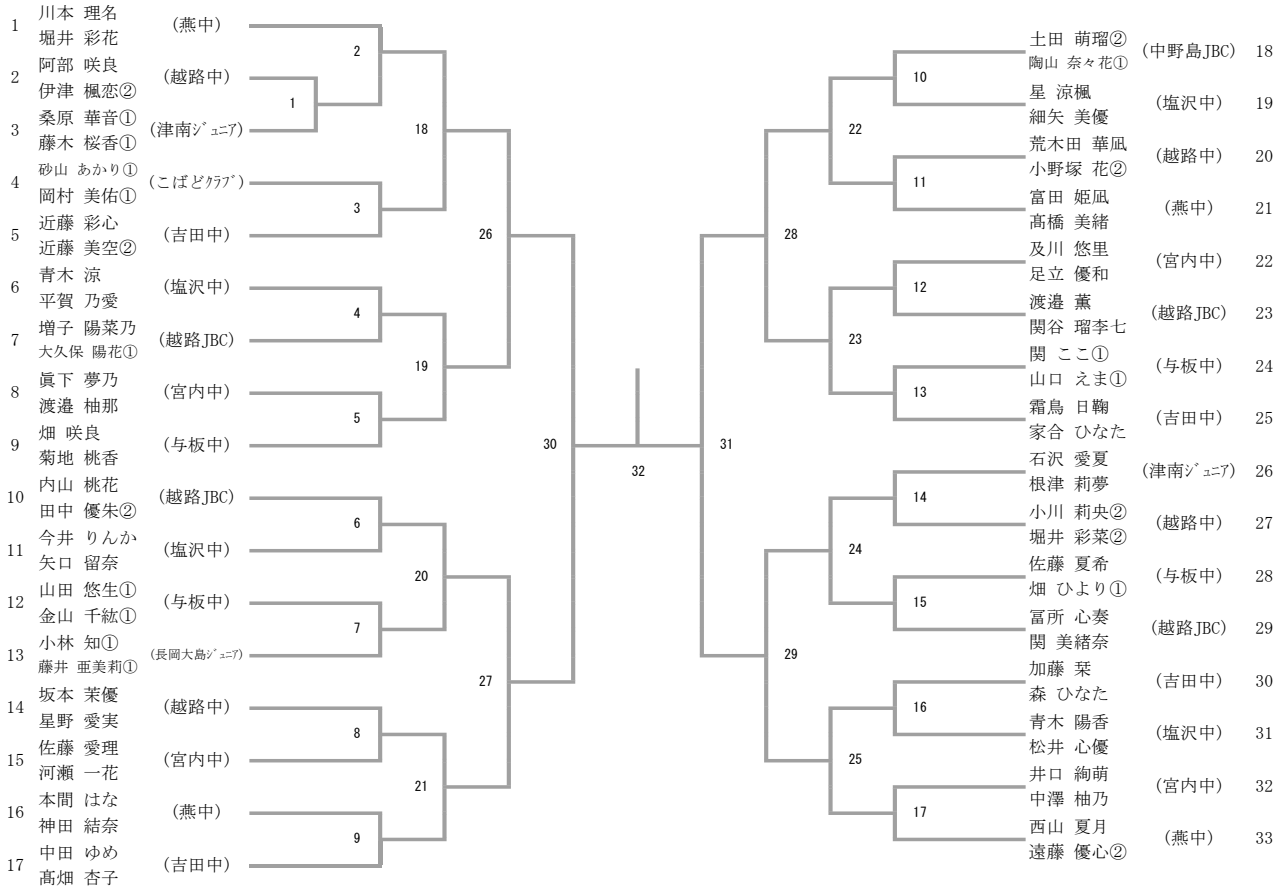 1 川本 理名 (燕中)
堀井 彩花
2 阿部 咲良 (越路中)
伊津 楓恋②
3 桑原 華音① (津南ｼﾞｭﾆｱ)
藤木 桜香①
4 砂山 あかり① (こばどｸﾗﾌﾞ)
岡村 美佑①
5 近藤 彩心 (吉田中)
近藤 美空②
6 青木 涼 (塩沢中)
平賀 乃愛
7 増子 陽菜乃 (越路JBC)
大久保 陽花①
8 眞下 夢乃 (宮内中)
渡邉 柚那
9 畑 咲良 (与板中)
菊地 桃香
10 内山 桃花 (越路JBC)
田中 優朱②
11 今井 りんか (塩沢中)
矢口 留奈
12 山田 悠生① (与板中)
金山 千紘①
13 小林 知① (長岡大島ｼﾞｭﾆｱ)
藤井 亜美莉①
14 坂本 茉優 (越路中)
星野 愛実
15 佐藤 愛理 (宮内中)
河瀬 一花
16 本間 はな (燕中)
神田 結奈
17 中田 ゆめ (吉田中)
髙畑 杏子
1
2
3
4
5
6
7
8
9
18
19
20
21
26
27
30
32
31
28
29
22
23
24
25
10
11
12
13
14
15
16
17
土田 萌瑠② (中野島JBC) 18
陶山 奈々花①
星 涼楓 (塩沢中) 19
細矢 美優
荒木田 華凪 (越路中) 20
小野塚 花②
富田 姫凪 (燕中) 21
髙橋 美緒
及川 悠里 (宮内中) 22
足立 優和
渡邉 薫 (越路JBC) 23
関谷 瑠李七
関 ここ① (与板中) 24
山口 えま①
霜鳥 日鞠 (吉田中) 25
家合 ひなた
石沢 愛夏 (津南ｼﾞｭﾆｱ) 26
根津 莉夢
小川 莉央② (越路中) 27
堀井 彩菜②
佐藤 夏希 (与板中) 28
畑 ひより①
冨所 心奏 (越路JBC) 29
関 美緒奈
加藤 栞 (吉田中) 30
森 ひなた
青木 陽香 (塩沢中) 31
松井 心優
井口 絢萌 (宮内中) 32
中澤 柚乃
西山 夏月 (燕中) 33
遠藤 優心②